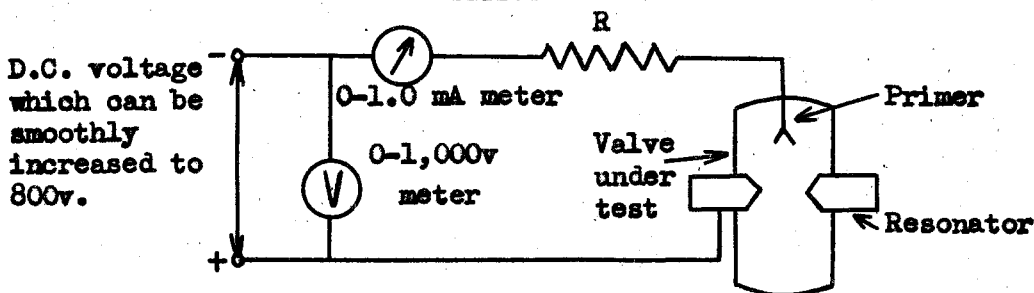 R
D.C. voltage
which can be
smoothly
increased to
800v.
-
0-1.0 mA meter
Primer
0-1,000v
meter
V
Valve
under
test
Resonator
+